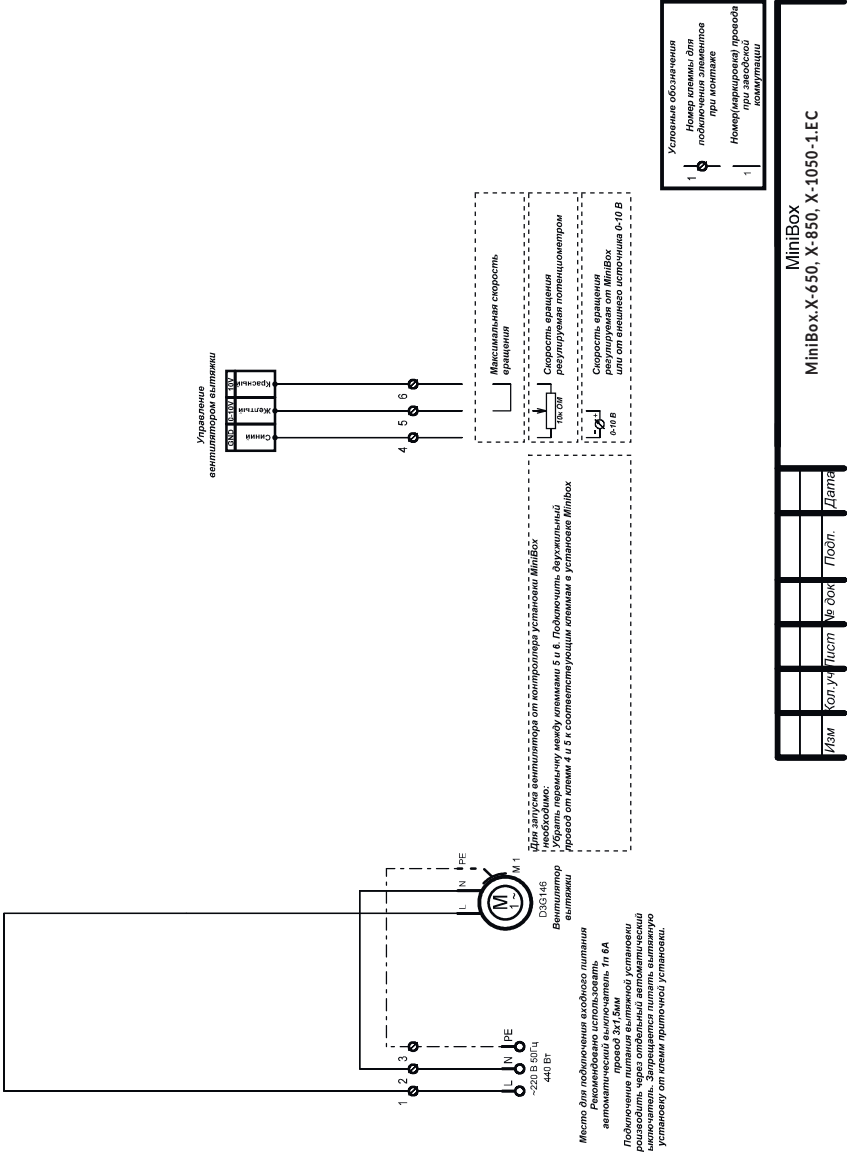 Условные обозначения
1
Номер клеммы для
подключения элементов
при монтаже
1
Номер(маркировка) провода
при заводской
коммутации
MiniBox
MiniBox.X-650, X-850, X-1050-1.EC
Изм
Кол.уч
Лист
№ док
Подп.
Дата
Управление
вентилятором вытяжки
GND
0-10V
10V
Синий
Желтый
Красный
4
5
6
Максимальная скорость
вращения
10к ОМ
Скорость вращения
регулируемая потенциометром
- +
0-10 В
Скорость вращения
регулируемая от MiniBox
или от внешнего источника 0-10 В
Для запуска вентилятора от контроллера установки MiniBox
необходимо:
Убрать перемычку между клеммами 5 и 6. Подключить двухжильный
провод от клемм 4 и 5 к соответствующим клеммам в установке Minibox
L
N
PE
M
1 ~
M 1
D3G146
Вентилятор
вытяжки
1
2
3
L
N
PE
~220 В 50Гц
440 Вт
Место для подключения входного питания
Рекомендовано использовать
автоматический выключатель 1п 6А
провод 3х1,5мм
Подключение питания вытяжной установки
роизводить через отдельный автоматический
ыключатель. Запрещается питать вытяжную
установку от клемм приточной установки.